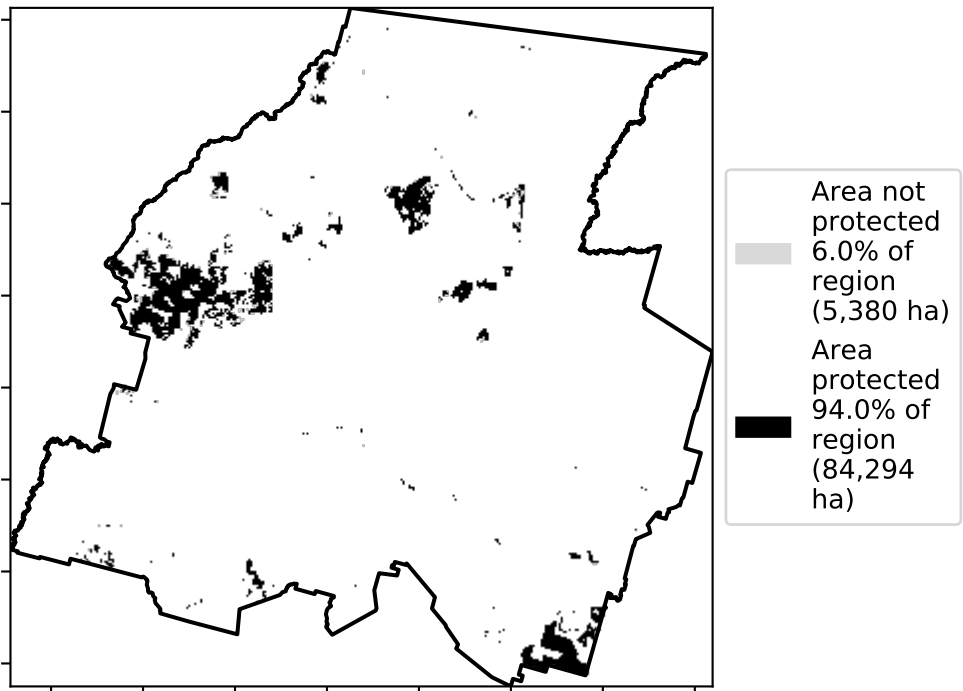 Area not
protected
6.0% of
region
(5,380 ha)
Area
protected
94.0% of
region
(84,294
ha)